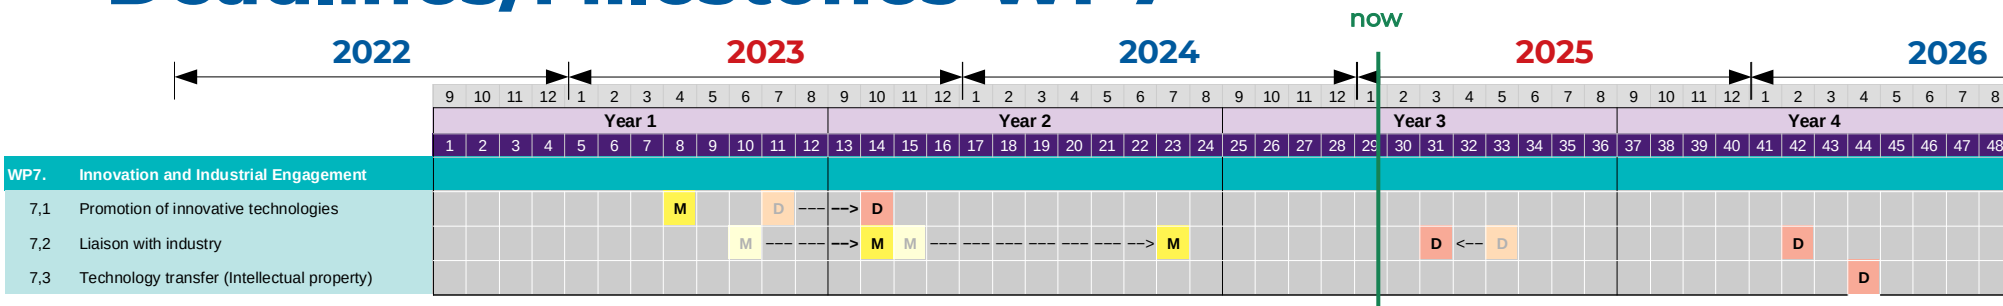 Deadlines/Milestones WP7
now
2022 2023 2024 2025 2026
9 10 11 12 1 2 3 4 5 6 7 8 9 10 11 12 1 2 3 4 5 6 7 8 9 10 11 12 1 2 3 4 5 6 7 8 9 10 11 12 1 2 3 4 5 6 7 8
Year 1 Year 2 Year 3 Year 4
1 2 3 4 5 6 7 8 9 10 11 12 13 14 15 16 17 18 19 20 21 22 23 24 25 26 27 28 29 30 31 32 33 34 35 36 37 38 39 40 41 42 43 44 45 46 47 48
WP7. Innovation and Industrial Engagement
7,1 Promotion of innovative technologies M D ---> D
7,2 Liaison with industry M ---> M M ---> M D <-- D D
7,3 Technology transfer (Intellectual property) D